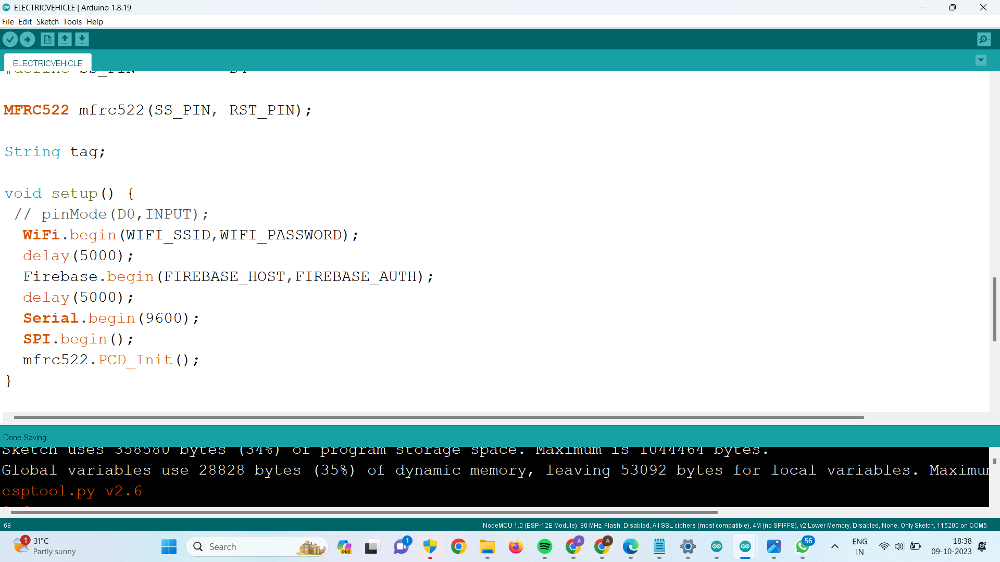 ELECTRICVEHICLE | Arduino 1.8.19
File Edit Sketch Tools Help
ELECTRICVEHICLE
#define SS_PIN D4
MFRC522 mfrc522(SS_PIN, RST_PIN);
String tag;
void setup() {
// pinMode(D0,INPUT);
WiFi.begin(WIFI_SSID,WIFI_PASSWORD);
delay(5000);
Firebase.begin(FIREBASE_HOST,FIREBASE_AUTH);
delay(5000);
Serial.begin(9600);
SPI.begin();
mfrc522.PCD_Init();
}
Done Saving.
Sketch uses 358580 bytes (34%) of program storage space. Maximum is 1044464 bytes.
Global variables use 28828 bytes (35%) of dynamic memory, leaving 53092 bytes for local variables. Maximum
esptool.py v2.6
68
NodeMCU 1.0 (ESP-12E Module), 80 MHz, Flash, Disabled, All SSL ciphers (most compatible), 4M (no SPIFFS), v2 Lower Memory, Disabled, None, Only Sketch, 115200 on COM5
1
31°C
Partly sunny
Search
PRE
1
A
A
56
ENG
IN
18:38
09-10-2023